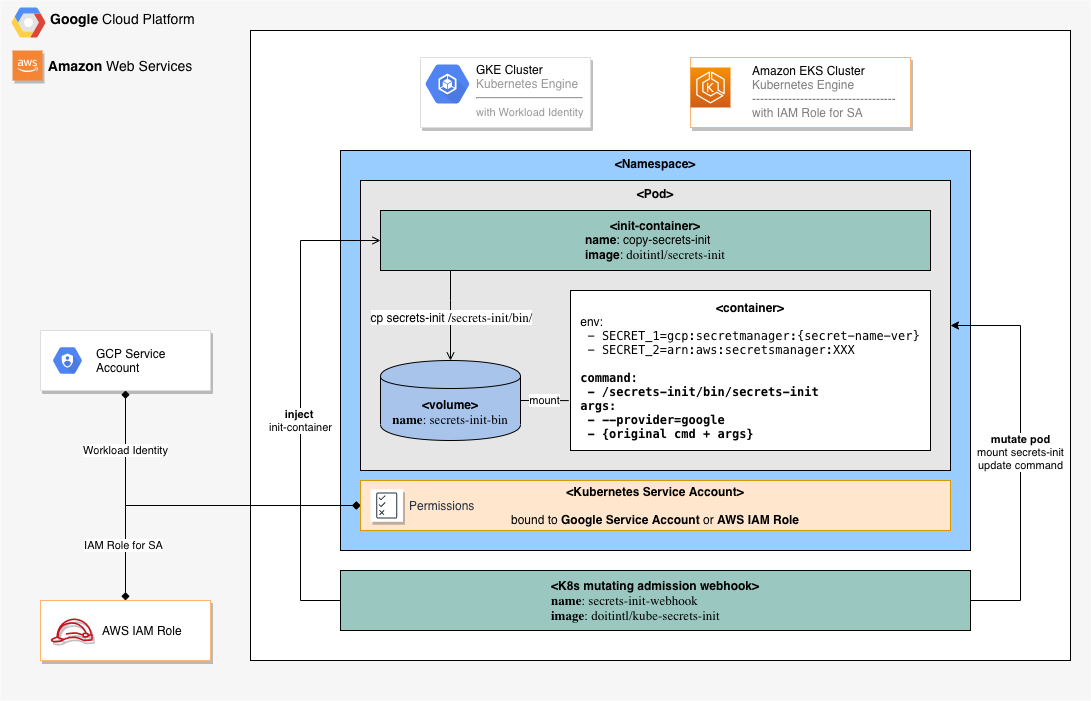 Google Cloud Platform
aws
Amazon Web Services
GKE Cluster
Kubernetes Engine
with Workload Identity
Amazon EKS Cluster
Kubernetes Engine
with IAM Role for SA
<Namespace>
<Pod>
<init-container>
name: copy-secrets-init
image: doitintl/secrets-init
cp secrets-init /secrets-init/bin/
<container>
env:
- SECRET_1=gcp:secretmanager:{secret-name-ver}
- SECRET_2=arn:aws:secretsmanager:XXX
command:
- /secrets-init/bin/secrets-init
args:
- --provider=google
- {original cmd + args}
<volume>
name: secrets-init-bin
mount
GCP Service
Account
Workload Identity
IAM Role for SA
AWS IAM Role
inject
init-container
mutate pod
mount secrets-init
update command
<Kubernetes Service Account>
Permissions
bound to Google Service Account or AWS IAM Role
<K8s mutating admission webhook>
name: secrets-init-webhook
image: doitintl/kube-secrets-init